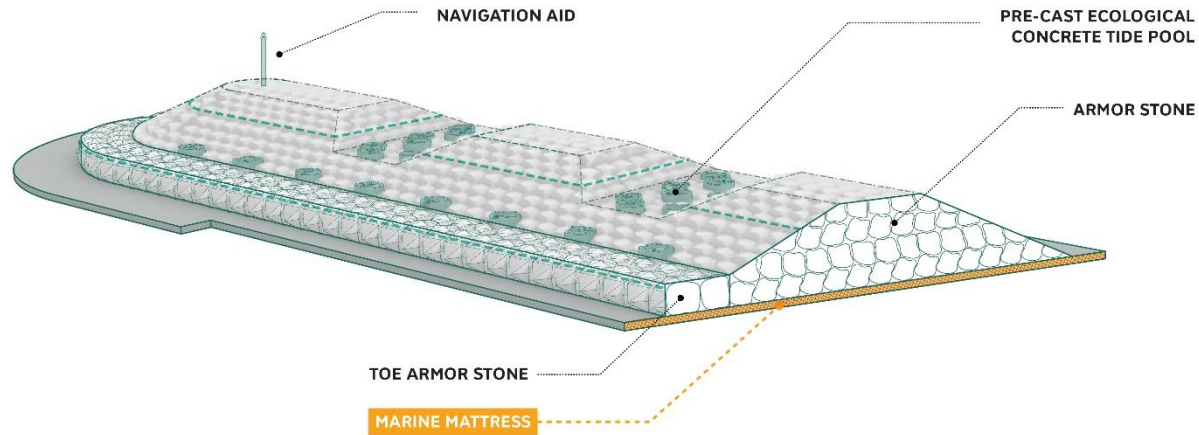 NAVIGATION AID
PRE-CAST ECOLOGICAL
CONCRETE TIDE POOL
ARMOR STONE
TOE ARMOR STONE
MARINE MATTRESS